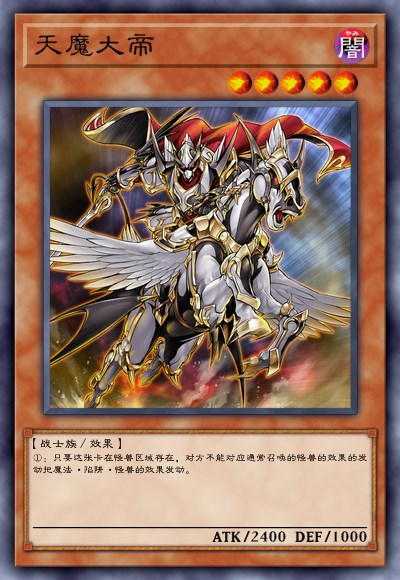 天魔大帝
やみ
闇
【战士族／效果】
①：只要这张卡在怪兽区域存在，对方不能对应通常召唤的怪兽的效果的发
动把魔法·陷阱·怪兽的效果发动。
ATK/2400 DEF/1000